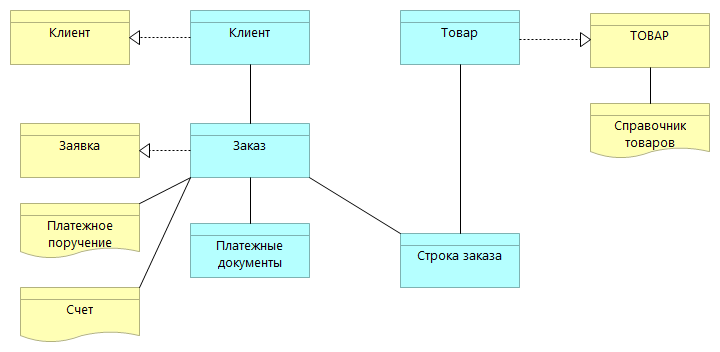 Клиент
Клиент
Товар
ТОВАР
Справочник
товаров
Заявка
Заказ
Платежное
поручение
Платежные
документы
Строка заказа
Счет